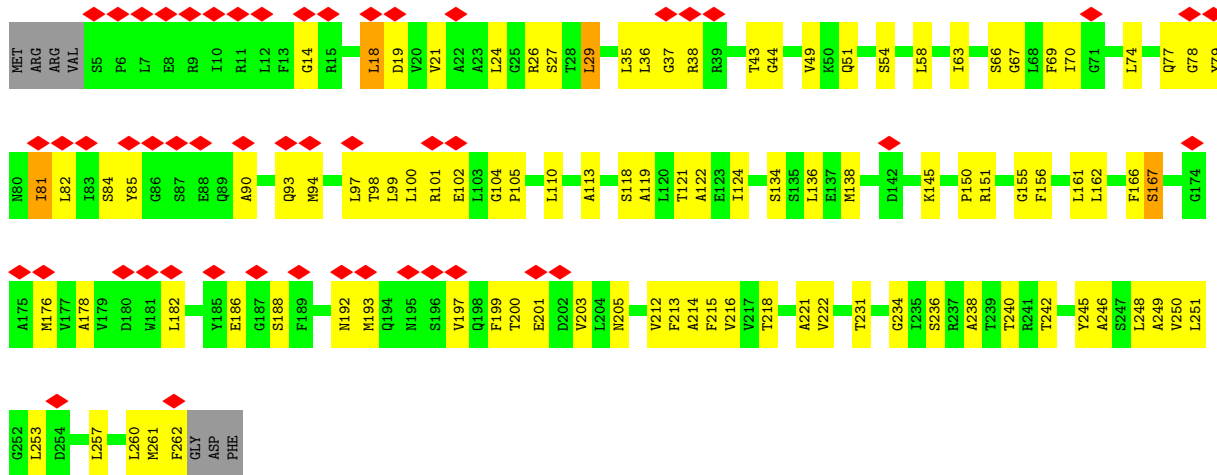 MET ARG ARG VAL S5 P6 L7 E8 R9 I10 R11 L12 F13 G14 R15 L18 D19 V20 V21 A22 A23 L24 G25 R26 S27 T28 L29 L35 L36 G37 R38 R39 T43 G44 V49 K50 Q51 S54 L58 I63 S66 G67 L68 F69 I70 G71 L74 Q77 G78 Y79
N80 I81 L82 I83 S84 Y85 G86 S87 E88 Q89 A90 Q93 M94 L97 T98 L99 L100 R101 E102 L103 G104 P105 L110 A113 S118 A119 L120 T121 A122 E123 I124 S134 S135 L136 E137 M138 D142 K145 P150 R151 G155 F156 L161 L162 F166 S167 G174
A175 M176 V177 A178 V179 D180 W181 L182 Y185 E186 G187 S188 F189 N192 M193 Q194 N195 S196 V197 Q198 F199 T200 E201 D202 V203 L204 N205 V212 F213 A214 F215 V216 V217 T218 A221 V222 T231 G234 I235 S236 R237 A238 T239 T240 R241 T242 Y245 A246 S247 L248 A249 V250 L251
G252 L253 D254 L257 L260 M261 F262 GLY ASP PHE